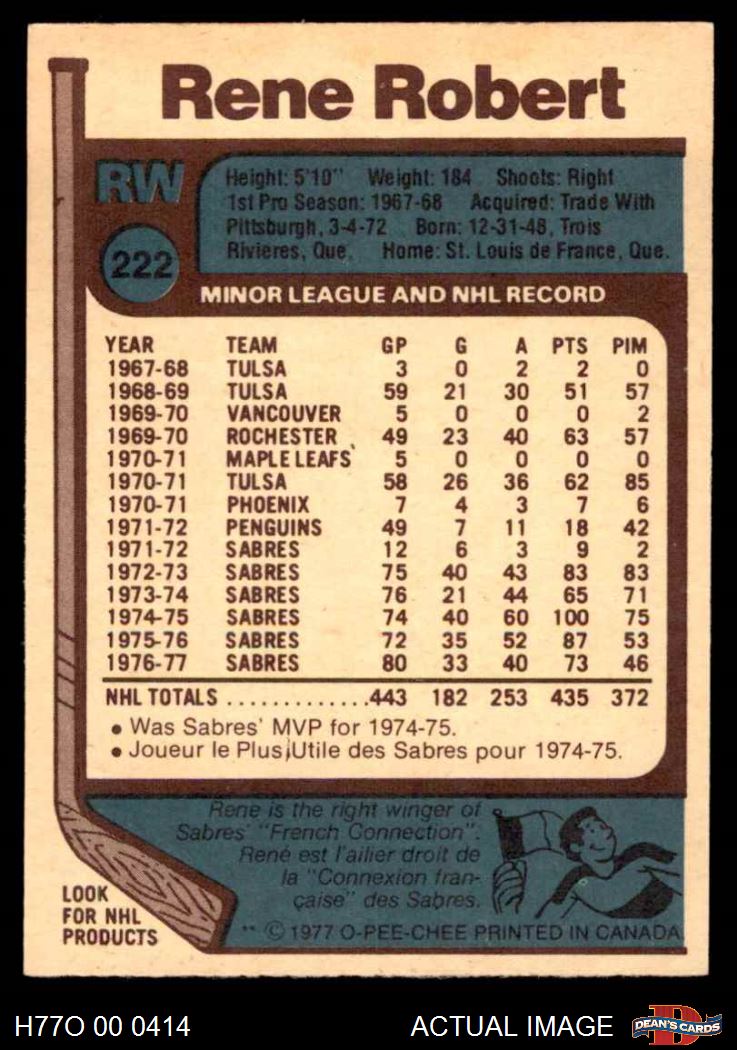 Rene Robert
RW
222
Height: 5'10" Weight: 184 Shoots: Right
1st Pro Season: 1967-68 Acquired: Trade With
Pittsburgh, 3-4-72 Born: 12-31-48, Trois
Rivieres, Que. Home: St. Louis de France, Que.
MINOR LEAGUE AND NHL RECORD
YEAR TEAM GP G A PTS PIM
1967-68 TULSA 3 0 2 2 0
1968-69 TULSA 59 21 30 51 57
1969-70 VANCOUVER 5 0 0 0 2
1969-70 ROCHESTER 49 23 40 63 57
1970-71 MAPLE LEAFS 5 0 0 0 0
1970-71 TULSA 58 26 36 62 85
1970-71 PHOENIX 7 4 3 7 6
1971-72 PENGUINS 49 7 11 18 42
1971-72 SABRES 12 6 3 9 2
1972-73 SABRES 75 40 43 83 83
1973-74 SABRES 76 21 44 65 71
1974-75 SABRES 74 40 60 100 75
1975-76 SABRES 72 35 52 87 53
1976-77 SABRES 80 33 40 73 46
NHL TOTALS .............443 182 253 435 372
• Was Sabres' MVP for 1974-75.
• Joueur le Plus Utile des Sabres pour 1974-75.
Rene is the right winger of
Sabres' "French Connection".
René est l'ailier droit de
la "Connexion fran-
çaise" des Sabres.
LOOK
FOR NHL
PRODUCTS
** © 1977 O-PEE-CHEE PRINTED IN CANADA
H77O 00 0414
ACTUAL IMAGE
D
DEAN'S CARDS